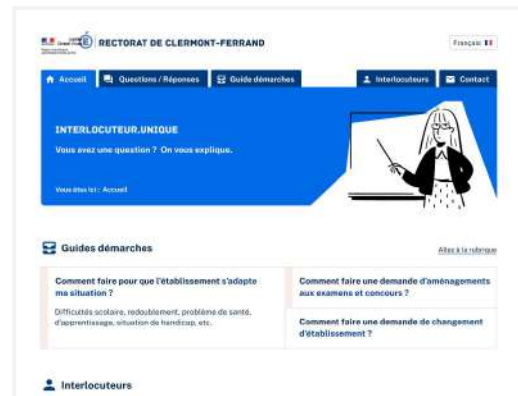 RECTORAT DE CLERMONT-FERRAND
Français
Accueil
Questions / Réponses
Guide démarches
Interlocuteurs
Contact
INTERLOCUTEUR.UNIQUE
Vous avez une question ? On vous explique.
Vous êtes ici : Accueil
Guides démarches
Allez à la rubrique
Comment faire pour que l'établissement s'adapte
ma situation ?
Difficultés scolaire, redoublement, problème de santé,
d'apprentissage, situation de handicap, etc.
Comment faire une demande d'aménagements
aux examens et concours ?
Comment faire une demande de changement
d'établissement ?
Interlocuteurs